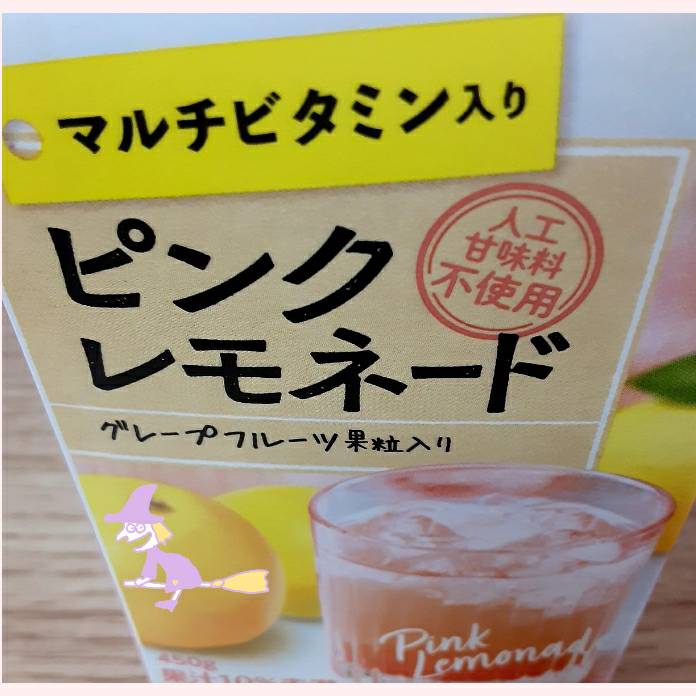 マルチビタミン入り
ピンク
レモネード
人工
甘味料
不使用
グレープフルーツ果粒入り
Pink
Lemonade
450g